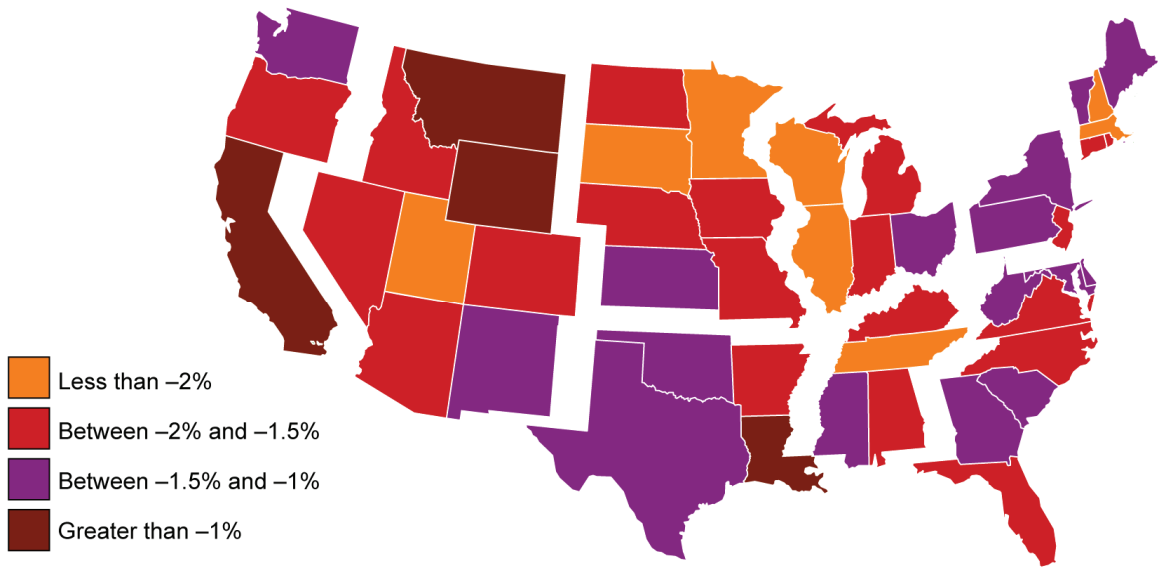 Less than –2%
Between –2% and –1.5%
Between –1.5% and –1%
Greater than –1%